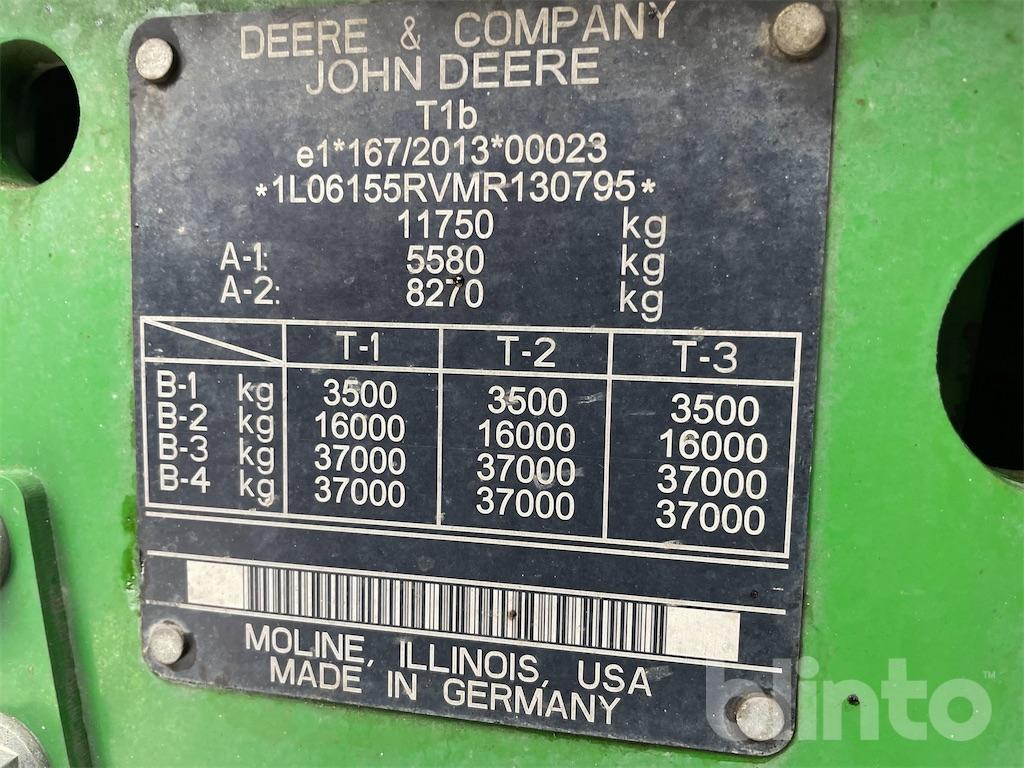 DEERE & COMPANY
JOHN DEERE
T1b
e1*167/2013*00023
*1L06155RVMR130795*
11750 kg
A-1: 5580 kg
A-2: 8270 kg
T-1 T-2 T-3
B-1 kg 3500 3500 3500
B-2 kg 16000 16000 16000
B-3 kg 37000 37000 37000
B-4 kg 37000 37000 37000
MOLINE, ILLINOIS, USA
MADE IN GERMANY
blinto™